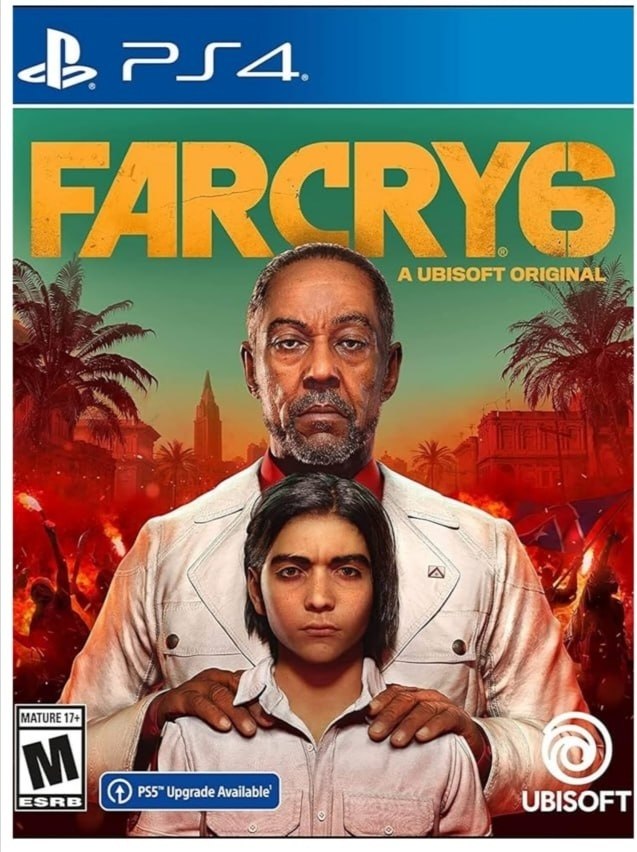 PS4
FARCRY6
A UBISOFT ORIGINAL
MATURE 17+
M
ESRB
PS5™ Upgrade Available¹
UBISOFT